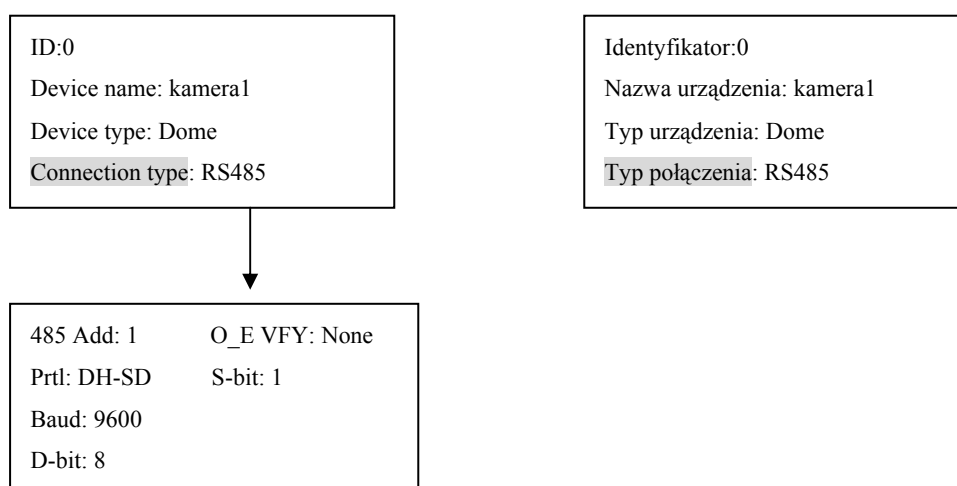 ID:0
Device name: kamera1
Device type: Dome
Connection type: RS485
Identyfikator:0
Nazwa urządzenia: kamera1
Typ urządzenia: Dome
Typ połączenia: RS485
485 Add: 1 O_E VFY: None
Prtl: DH-SD S-bit: 1
Baud: 9600
D-bit: 8